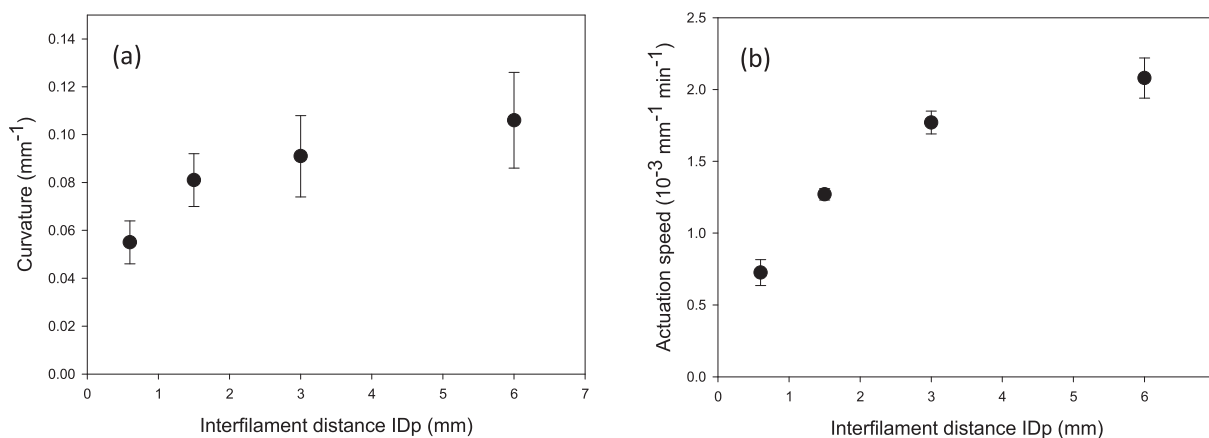 (a)
Curvature (mm⁻¹)
0.14
0.12
0.10
0.08
0.06
0.04
0.02
0.00
0 1 2 3 4 5 6 7
Interfilament distance IDp (mm)
(b)
Actuation speed (10⁻³ mm⁻¹ min⁻¹)
2.5
2.0
1.5
1.0
0.5
0.0
0 1 2 3 4 5 6
Interfilament distance IDp (mm)